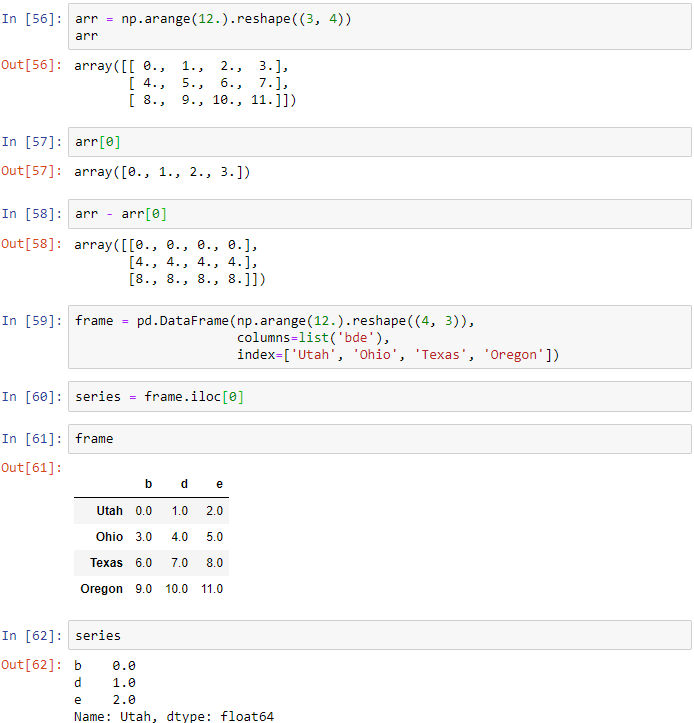 In [56]: arr = np.arange(12.).reshape((3, 4))
arr
Out[56]: array([[ 0.,  1.,  2.,  3.],
       [ 4.,  5.,  6.,  7.],
       [ 8.,  9., 10., 11.]])
In [57]: arr[0]
Out[57]: array([0., 1., 2., 3.])
In [58]: arr - arr[0]
Out[58]: array([[0., 0., 0., 0.],
       [4., 4., 4., 4.],
       [8., 8., 8., 8.]])
In [59]: frame = pd.DataFrame(np.arange(12.).reshape((4, 3)),
                     columns=list('bde'),
                     index=['Utah', 'Ohio', 'Texas', 'Oregon'])
In [60]: series = frame.iloc[0]
In [61]: frame
Out[61]:
b d e
Utah 0.0 1.0 2.0
Ohio 3.0 4.0 5.0
Texas 6.0 7.0 8.0
Oregon 9.0 10.0 11.0
In [62]: series
Out[62]: b    0.0
d    1.0
e    2.0
Name: Utah, dtype: float64